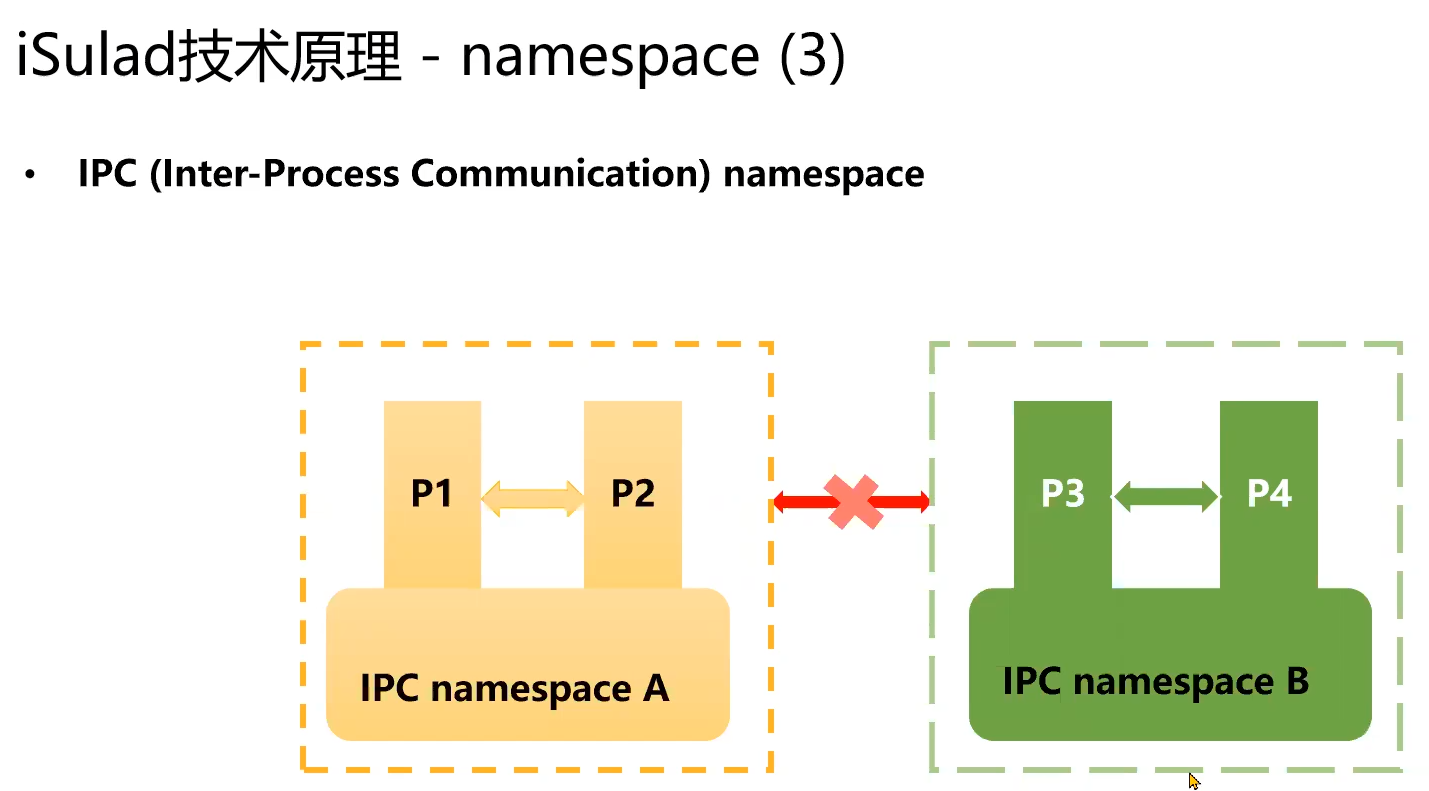 iSulad技术原理 - namespace (3)
• IPC (Inter-Process Communication) namespace
P1
P2
P3
P4
IPC namespace A
IPC namespace B